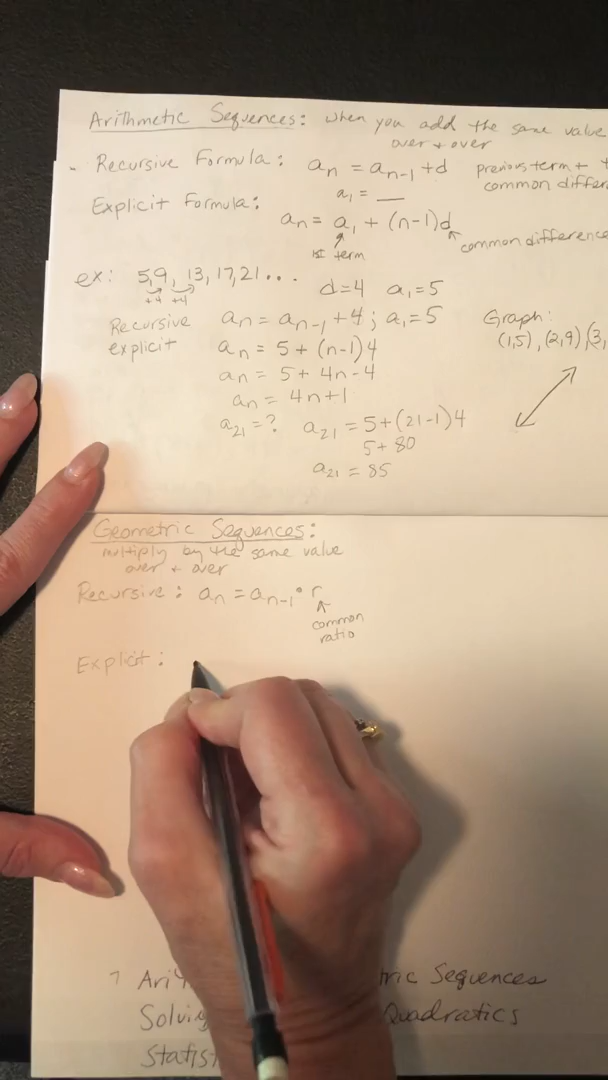 Arithmetic Sequences: when you add the same value
over + over
Recursive Formula: aₙ = aₙ₋₁ + d previous term +
a₁ = __ common differ
Explicit Formula: aₙ = a₁ + (n-1)d
1st term common difference
ex: 5, 9, 13, 17, 21...
+4 +4 d=4 a₁=5
Recursive aₙ = aₙ₋₁ + 4 ; a₁ = 5 Graph:
explicit aₙ = 5 + (n-1)4 (1,5), (2,9), (3,
aₙ = 5 + 4n - 4
aₙ = 4n + 1
a₂₁ = ? a₂₁ = 5 + (21-1)4
5 + 80
a₂₁ = 85
Geometric Sequences:
multiply by the same value
over + over
Recursive: aₙ = aₙ₋₁ • r
common
ratio
Explicit:
Sequences
Quadratics